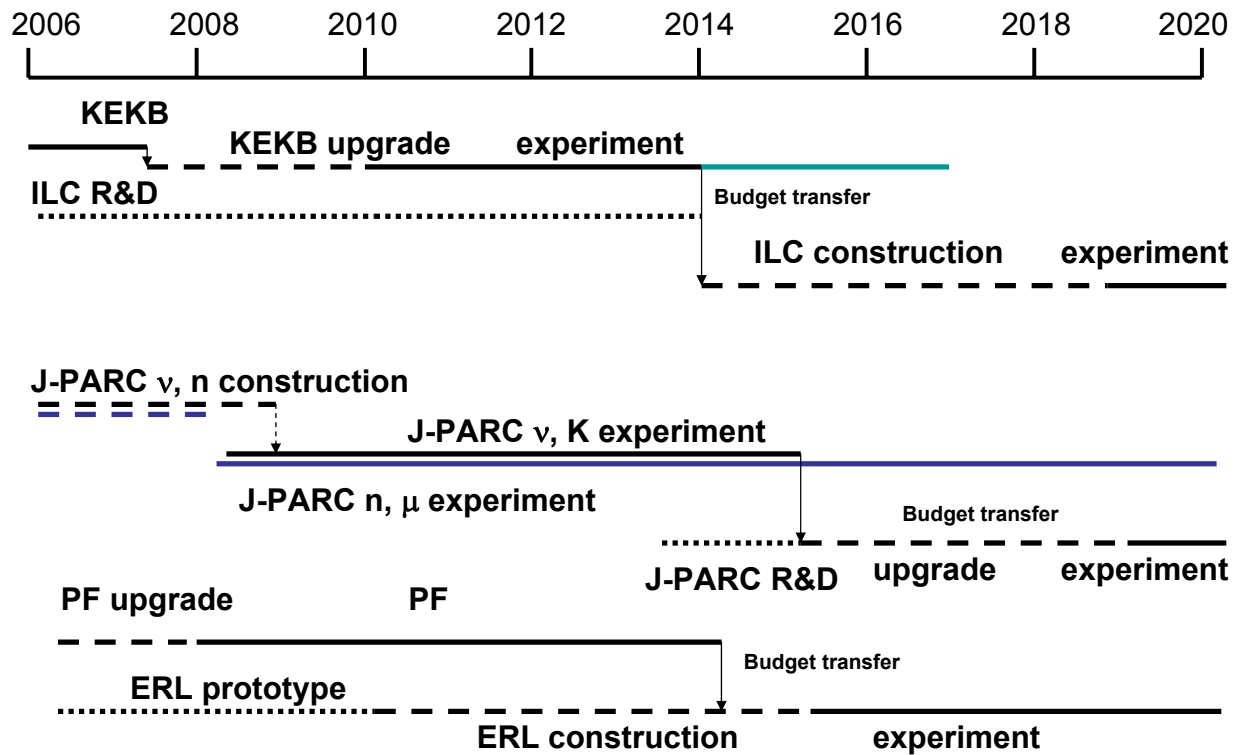 2006 2008 2010 2012 2014 2016 2018 2020
KEKB
KEKB upgrade experiment
ILC R&D
Budget transfer
ILC construction experiment
J-PARC ν, n construction
J-PARC ν, K experiment
J-PARC n, μ experiment
Budget transfer
J-PARC R&D upgrade experiment
PF upgrade PF
Budget transfer
ERL prototype
ERL construction experiment